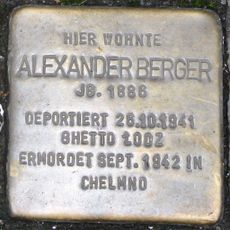 HIER WOHNTE
ALEXANDER BERGER
JG. 1886
DEPORTIERT 26.10.1941
GHETTO LODZ
ERMORDET SEPT. 1942 IN
CHELMNO